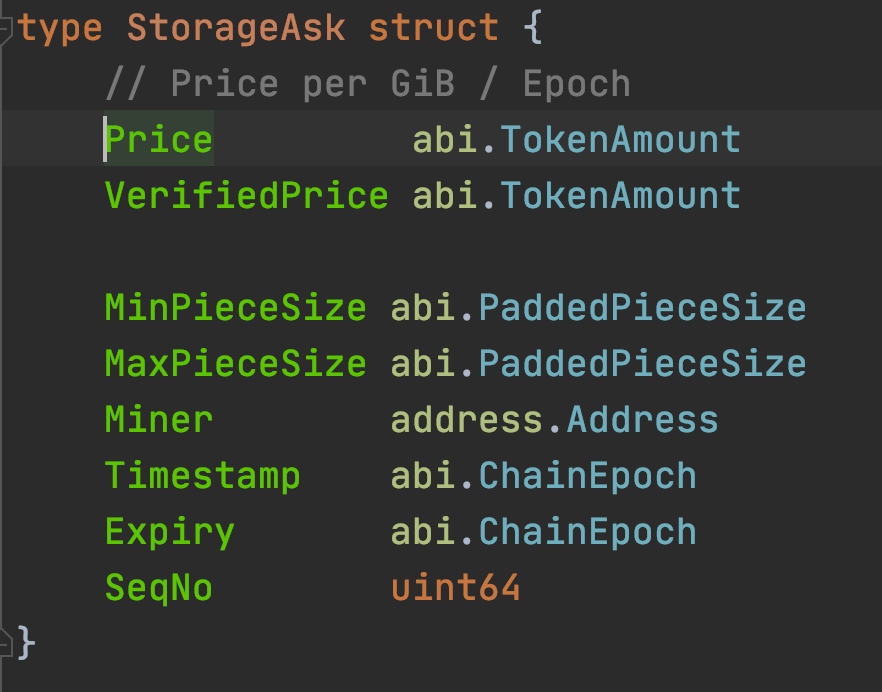 type StorageAsk struct {
    // Price per GiB / Epoch
    Price         abi.TokenAmount
    VerifiedPrice abi.TokenAmount

    MinPieceSize abi.PaddedPieceSize
    MaxPieceSize abi.PaddedPieceSize
    Miner        address.Address
    Timestamp    abi.ChainEpoch
    Expiry       abi.ChainEpoch
    SeqNo        uint64
}